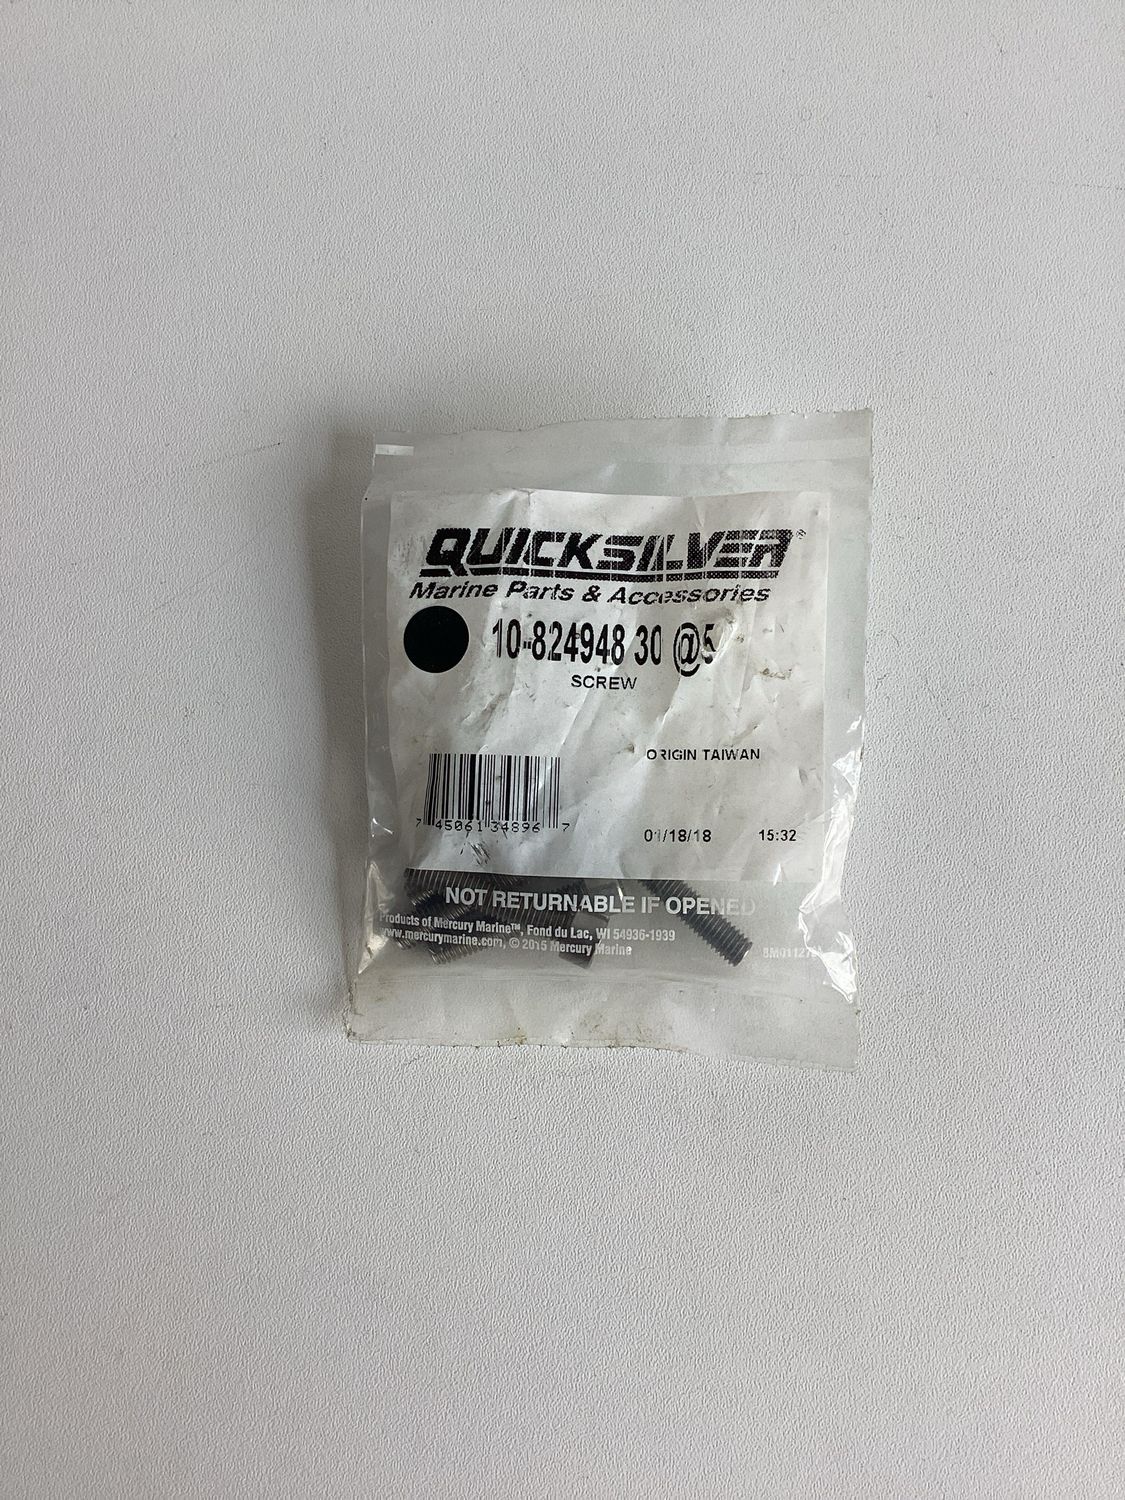 QUICKSILVER®
Marine Parts & Accessories
10-824948 30 @5
SCREW
ORIGIN TAIWAN
7 45061 34896 7
01/18/18 15:32
NOT RETURNABLE IF OPENED
Products of Mercury Marine™, Fond du Lac, WI 54936-1939
www.mercurymarine.com, © 2015 Mercury Marine